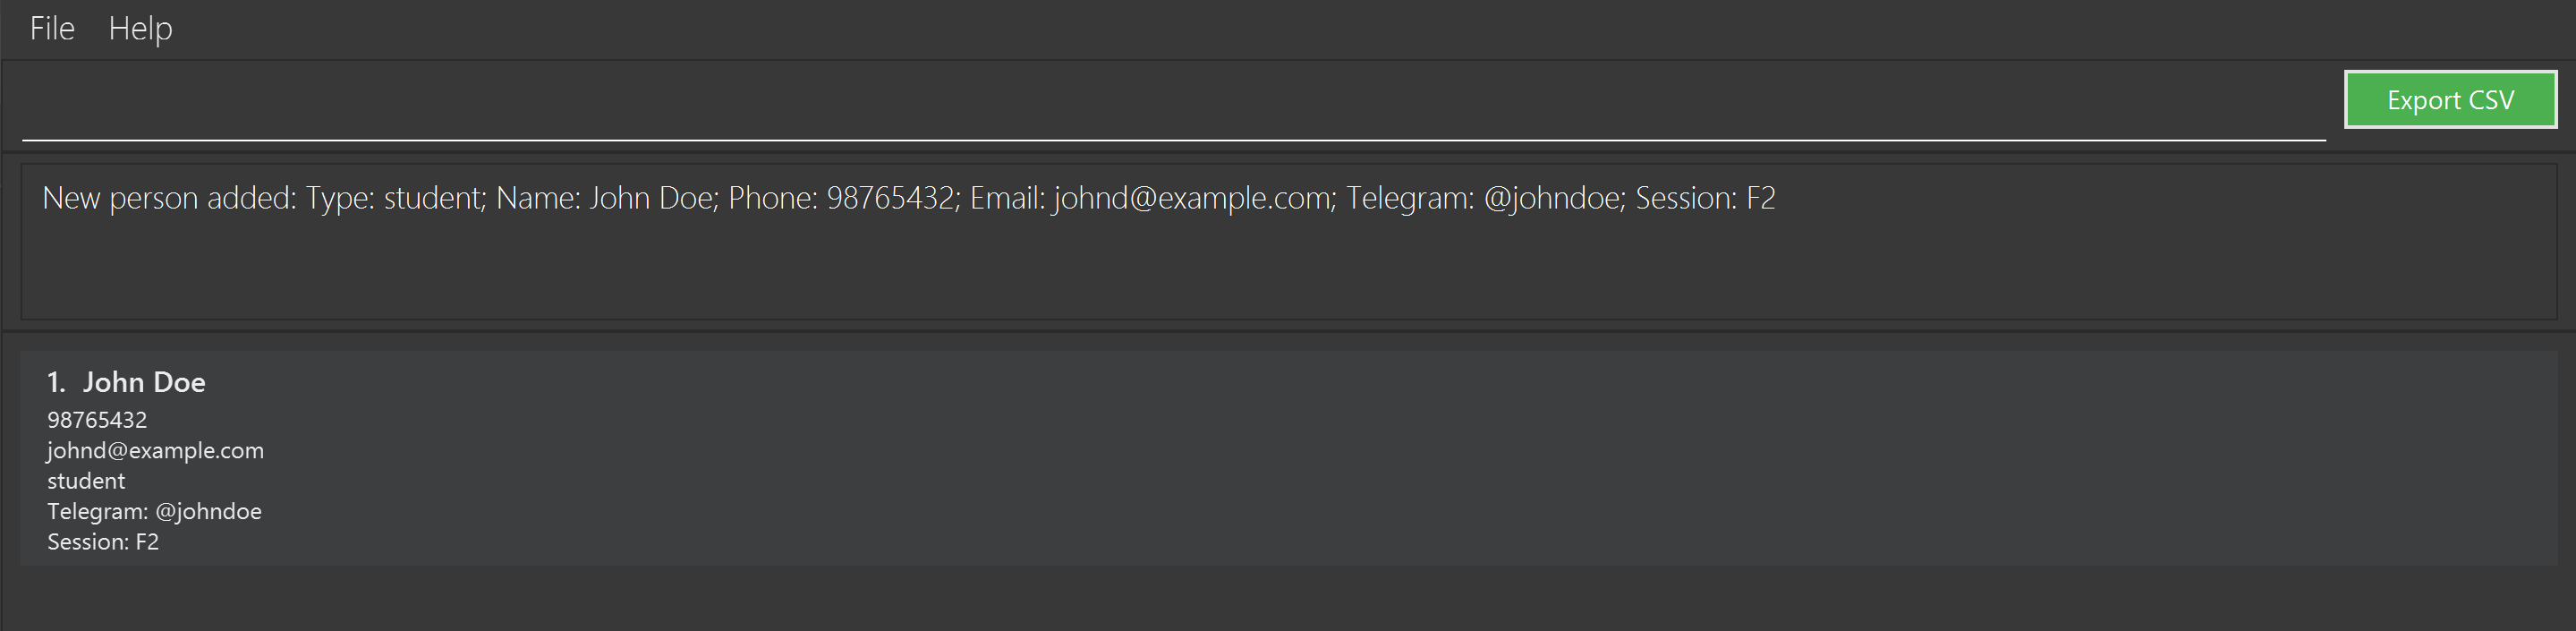 File Help
Export CSV
New person added: Type: student; Name: John Doe; Phone: 98765432; Email: johnd@example.com; Telegram: @johndoe; Session: F2
1. John Doe
98765432
johnd@example.com
student
Telegram: @johndoe
Session: F2